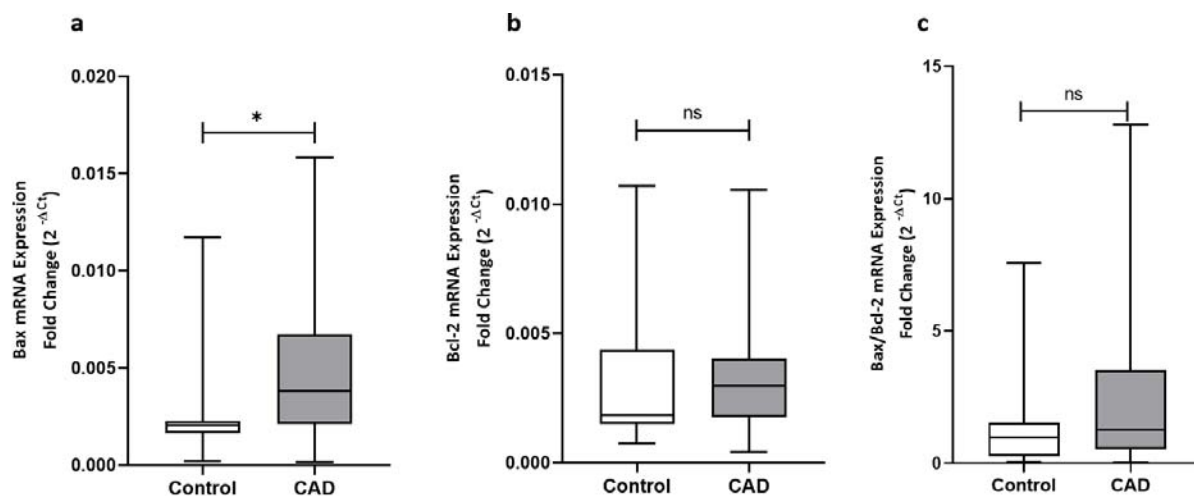 a
Bax mRNA Expression
Fold Change (2 -ΔCt)
0.020
0.015
0.010
0.005
0.000
*
Control CAD
b
Bcl-2 mRNA Expression
Fold Change (2 -ΔCt)
0.015
0.010
0.005
0.000
ns
Control CAD
c
Bax/Bcl-2 mRNA Expression
Fold Change (2 -ΔCt)
15
10
5
0
ns
Control CAD